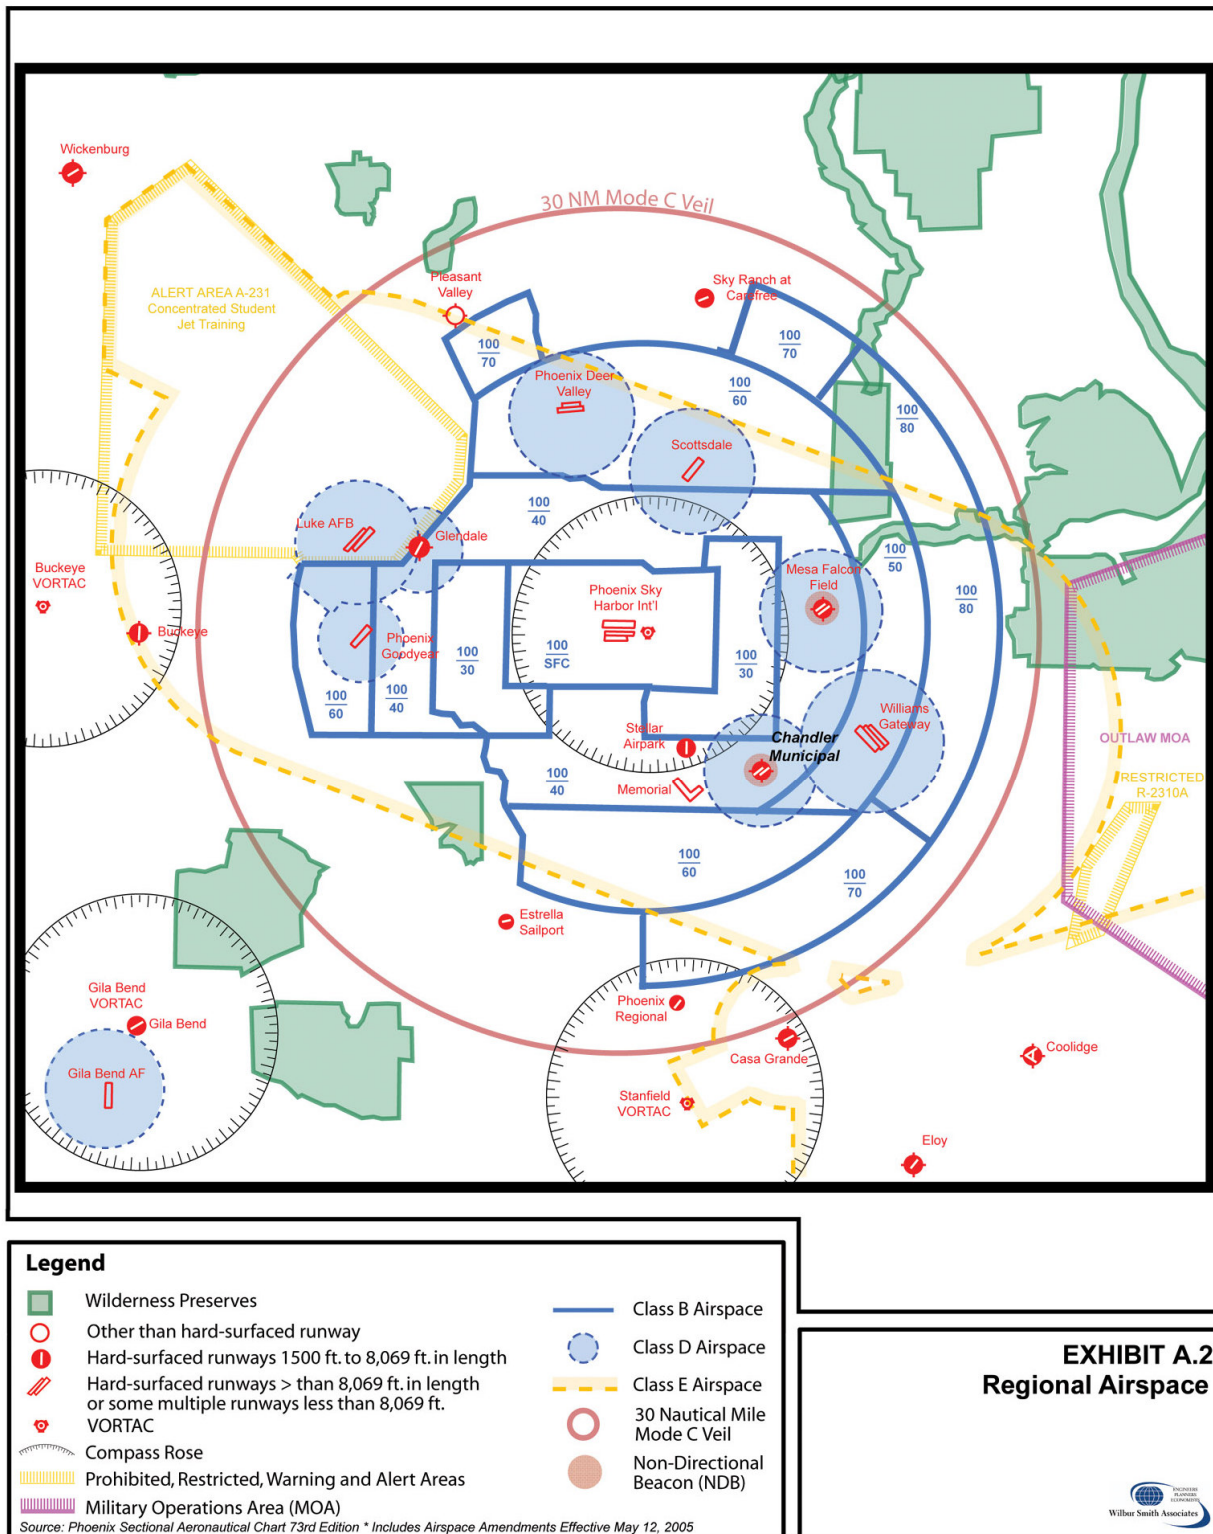 Wickenburg
30 NM Mode C Veil
Pleasant
Valley
Sky Ranch at
Carefree
ALERT AREA A-231
Concentrated Student
Jet Training
100
70
100
70
Phoenix Deer
Valley
100
60
100
80
Scottsdale
100
40
Luke AFB
Glendale
100
50
Buckeye
VORTAC
Mesa Falcon
Field
100
80
Phoenix Sky
Harbor Int'l
Buckeye
Phoenix
Goodyear
100
30
100
SFC
100
30
100
60
100
40
Williams
Gateway
Stellar
Airpark
Chandler
Municipal
OUTLAW MOA
RESTRICTED
R-2310A
100
40
Memorial
100
60
100
70
Estrella
Sailport
Gila Bend
VORTAC
Gila Bend
Phoenix
Regional
Casa Grande
Coolidge
Gila Bend AF
Stanfield
VORTAC
Eloy
Legend
Wilderness Preserves
Other than hard-surfaced runway
Hard-surfaced runways 1500 ft. to 8,069 ft. in length
Hard-surfaced runways > than 8,069 ft. in length
or some multiple runways less than 8,069 ft.
VORTAC
Compass Rose
Prohibited, Restricted, Warning and Alert Areas
Military Operations Area (MOA)
Class B Airspace
Class D Airspace
Class E Airspace
30 Nautical Mile
Mode C Veil
Non-Directional
Beacon (NDB)
Source: Phoenix Sectional Aeronautical Chart 73rd Edition * Includes Airspace Amendments Effective May 12, 2005
EXHIBIT A.2
Regional Airspace
ENGINEERS
PLANNERS
ECONOMISTS
Wilbur Smith Associates